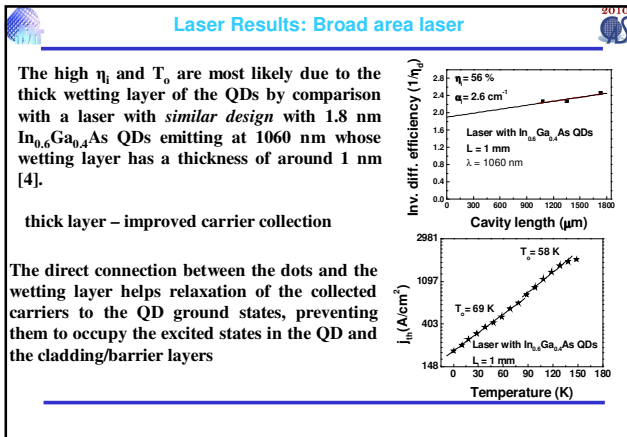 Laser Results: Broad area laser
2010
The high ηi and To are most likely due to the
thick wetting layer of the QDs by comparison
with a laser with similar design with 1.8 nm
In0.6Ga0.4As QDs emitting at 1060 nm whose
wetting layer has a thickness of around 1 nm
[4].
thick layer – improved carrier collection
The direct connection between the dots and the
wetting layer helps relaxation of the collected
carriers to the QD ground states, preventing
them to occupy the excited states in the QD and
the cladding/barrier layers
Inv. diff. efficiency (1/ηd)
2.8
2.4
2.0
1.6
1.2
0.8
0.4
0.0
ηi = 56 %
αi = 2.6 cm-1
Laser with In0.6Ga0.4As QDs
L = 1 mm
λ = 1060 nm
0 300 600 900 1200 1500 1800
Cavity length (μm)
jth(A/cm2)
2981
1097
403
148
To = 58 K
To = 69 K
Laser with In0.6Ga0.4As QDs
L = 1 mm
0 30 60 90 120 150 180
Temperature (K)